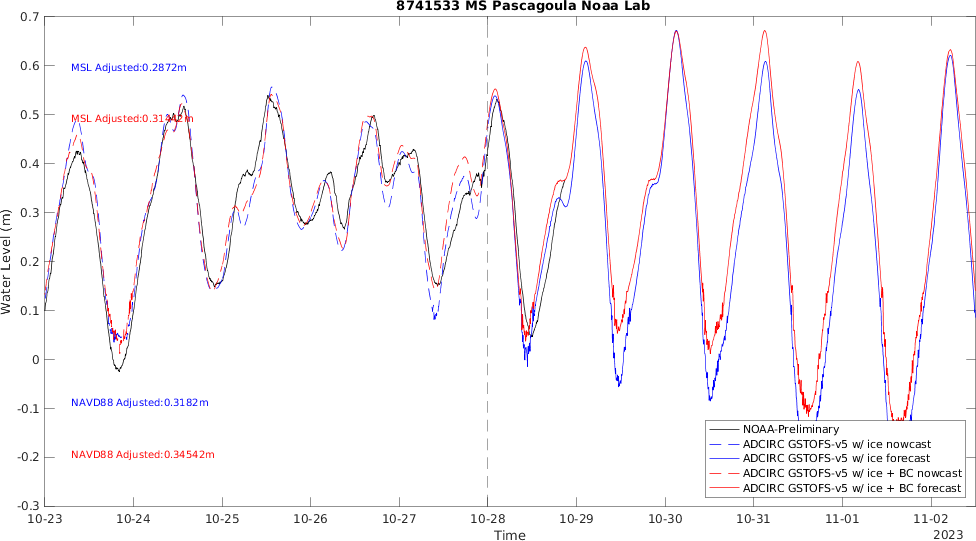 8741533 MS Pascagoula Noaa Lab
0.7
0.6
0.5
0.4
0.3
0.2
0.1
0
-0.1
-0.2
-0.3
Water Level (m)
MSL Adjusted:0.2872m
NAVD88 Adjusted:0.3182m
NAVD88 Adjusted:0.34542m
NOAA-Preliminary
ADCIRC GSTOFS-v5 w/ ice nowcast
ADCIRC GSTOFS-v5 w/ ice forecast
ADCIRC GSTOFS-v5 w/ ice + BC nowcast
ADCIRC GSTOFS-v5 w/ ice + BC forecast
10-23 10-24 10-25 10-26 10-27 10-28 10-29 10-30 10-31 11-01 11-02
2023
Time